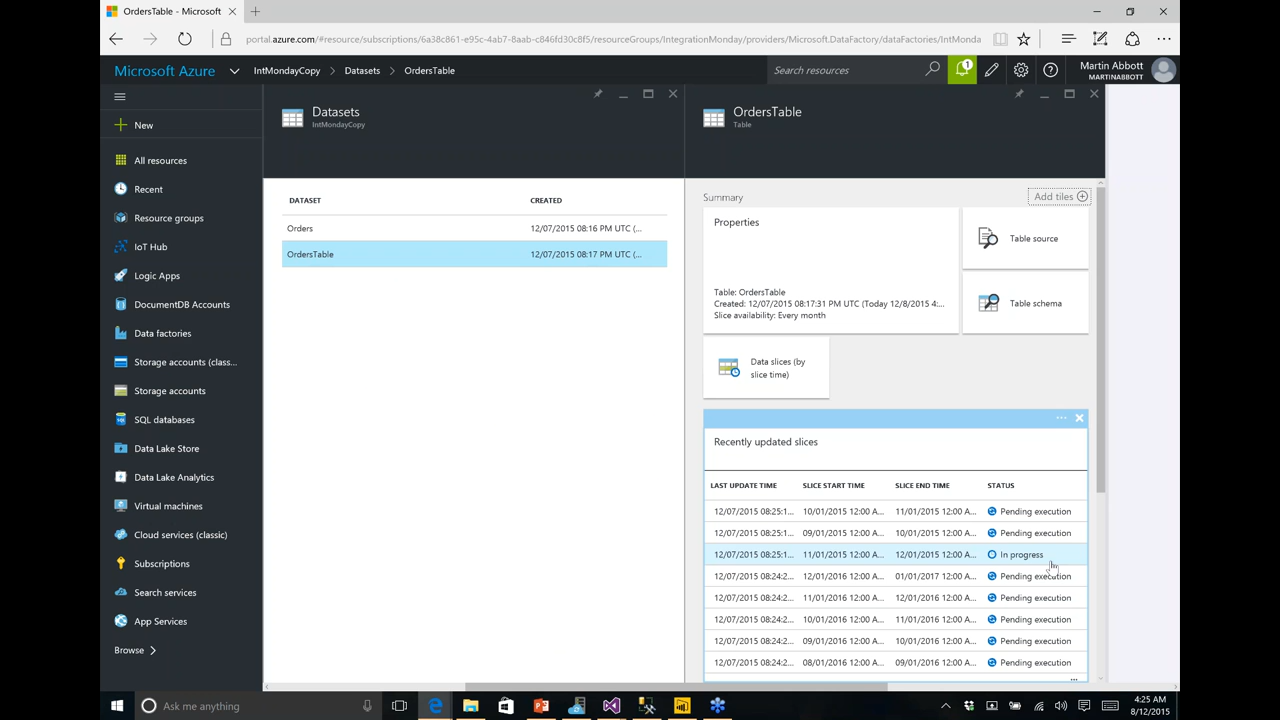 OrdersTable - Microsoft
portal.azure.com/#resource/subscriptions/6a38c861-e95c-4ab7-8aab-c846fd30c8f5/resourceGroups/IntegrationMonday/providers/Microsoft.DataFactory/dataFactories/IntMonda
Microsoft Azure
IntMondayCopy > Datasets > OrdersTable
Search resources
1
Martin Abbott
MARTINABBOTT
New
All resources
Recent
Resource groups
IoT Hub
Logic Apps
DocumentDB Accounts
Data factories
Storage accounts (class...
Storage accounts
SQL databases
Data Lake Store
Data Lake Analytics
Virtual machines
Cloud services (classic)
Subscriptions
Search services
App Services
Browse >
Datasets
IntMondayCopy
DATASET CREATED
Orders 12/07/2015 08:16 PM UTC (...
OrdersTable 12/07/2015 08:17 PM UTC (...
OrdersTable
Table
Summary
Add tiles
Properties
Table: OrdersTable
Created: 12/07/2015 08:17:31 PM UTC (Today 12/8/2015 4:...
Slice availability: Every month
Table source
Table schema
Data slices (by
slice time)
...
Recently updated slices
LAST UPDATE TIME SLICE START TIME SLICE END TIME STATUS
12/07/2015 08:25:1... 10/01/2015 12:00 A... 11/01/2015 12:00 A... Pending execution
12/07/2015 08:25:1... 09/01/2015 12:00 A... 10/01/2015 12:00 A... Pending execution
12/07/2015 08:25:1... 11/01/2015 12:00 A... 12/01/2015 12:00 A... In progress
12/07/2015 08:24:2... 12/01/2016 12:00 A... 01/01/2017 12:00 A... Pending execution
12/07/2015 08:24:2... 11/01/2016 12:00 A... 12/01/2016 12:00 A... Pending execution
12/07/2015 08:24:2... 10/01/2016 12:00 A... 11/01/2016 12:00 A... Pending execution
12/07/2015 08:24:2... 09/01/2016 12:00 A... 10/01/2016 12:00 A... Pending execution
12/07/2015 08:24:2... 08/01/2016 12:00 A... 09/01/2016 12:00 A... Pending execution
...
Ask me anything
4:25 AM
8/12/2015